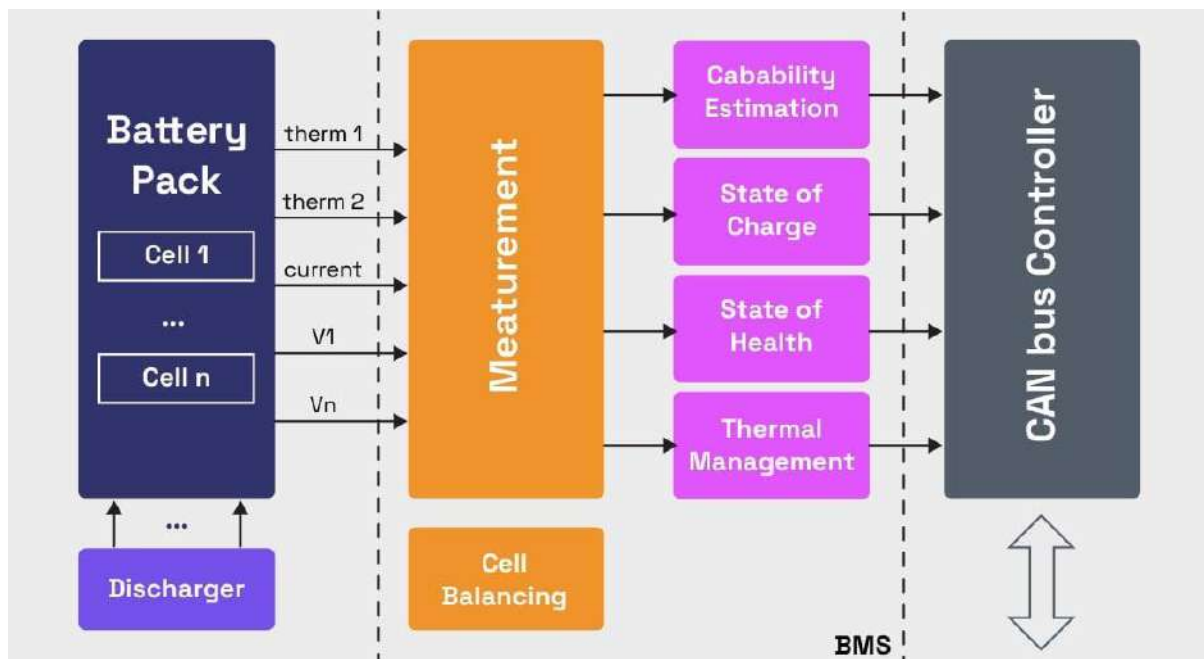 Battery
Pack
Cell 1
...
Cell n
therm 1
therm 2
current
V1
Vn
...
Discharger
Meaturement
Cell
Balancing
Cabability
Estimation
State of
Charge
State of
Health
Thermal
Management
BMS
CAN bus Controller